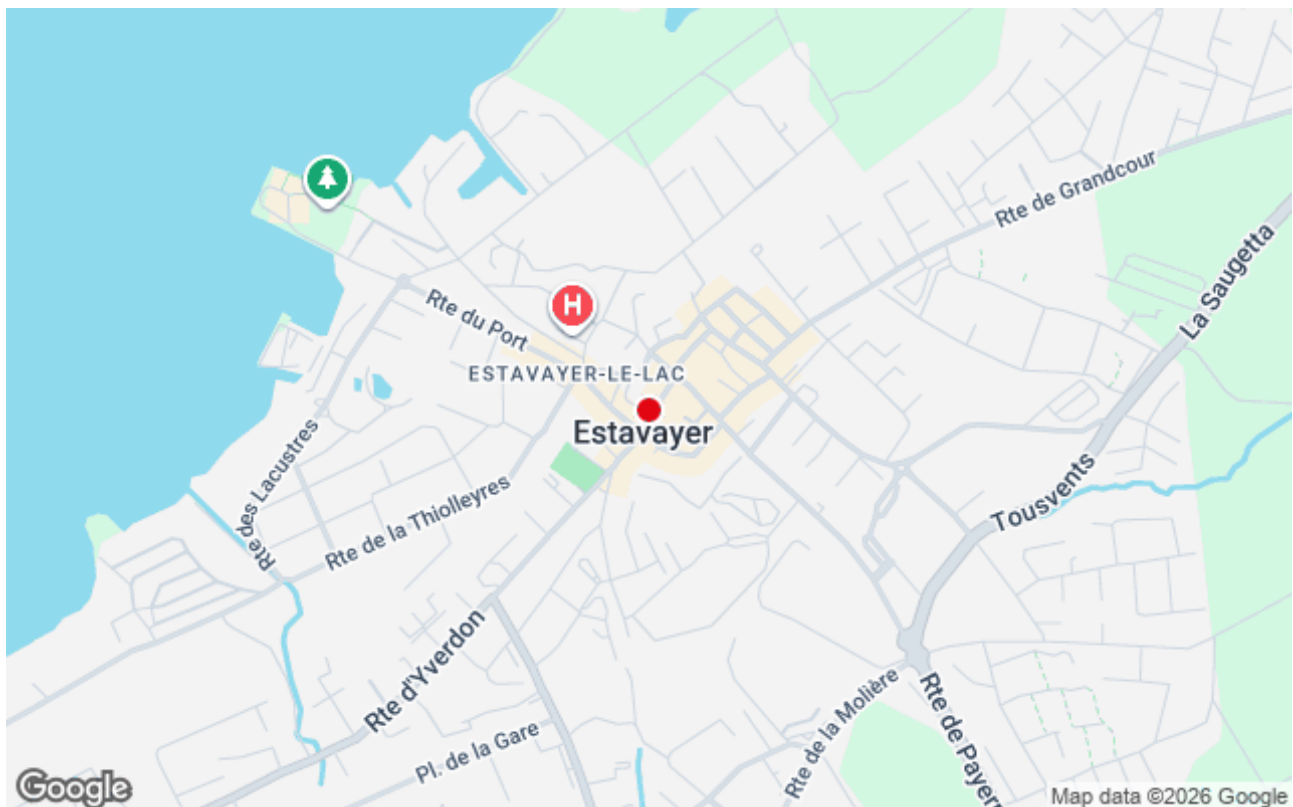 Rte de Grandcour
La Saugetta
H
Rte du Port
ESTAVAYER-LE-LAC
Estavayer
Rte des Lacustres
Rte de la Thiolleyres
Tousvents
Rte d'Yverdon
Rte de la Molière
Rte de Payern
Pl. de la Gare
Google
Map data ©2026 Google